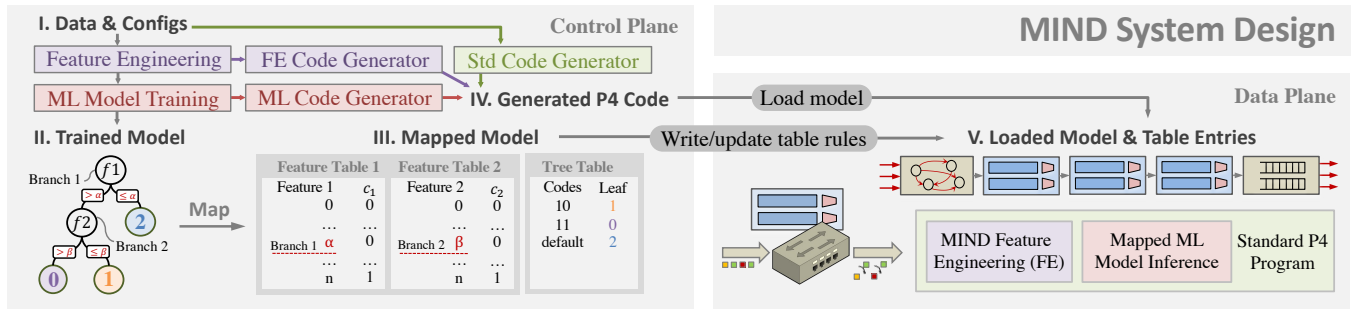 I. Data & Configs
Control Plane
MIND System Design
Feature Engineering
FE Code Generator
Std Code Generator
ML Model Training
ML Code Generator
IV. Generated P4 Code
Load model
Data Plane
II. Trained Model
III. Mapped Model
Write/update table rules
V. Loaded Model & Table Entries
Branch 1
f1
> α
≤ α
f2
2
Branch 2
> β
≤ β
0
1
Map
Feature Table 1
Feature 1 c₁
0 0
... ...
Branch 1 α 0
... ...
n 1
Feature Table 2
Feature 2 c₂
0 0
... ...
Branch 2 β 0
... ...
n 1
Tree Table
Codes Leaf
10 1
11 0
default 2
MIND Feature
Engineering (FE)
Mapped ML
Model Inference
Standard P4
Program